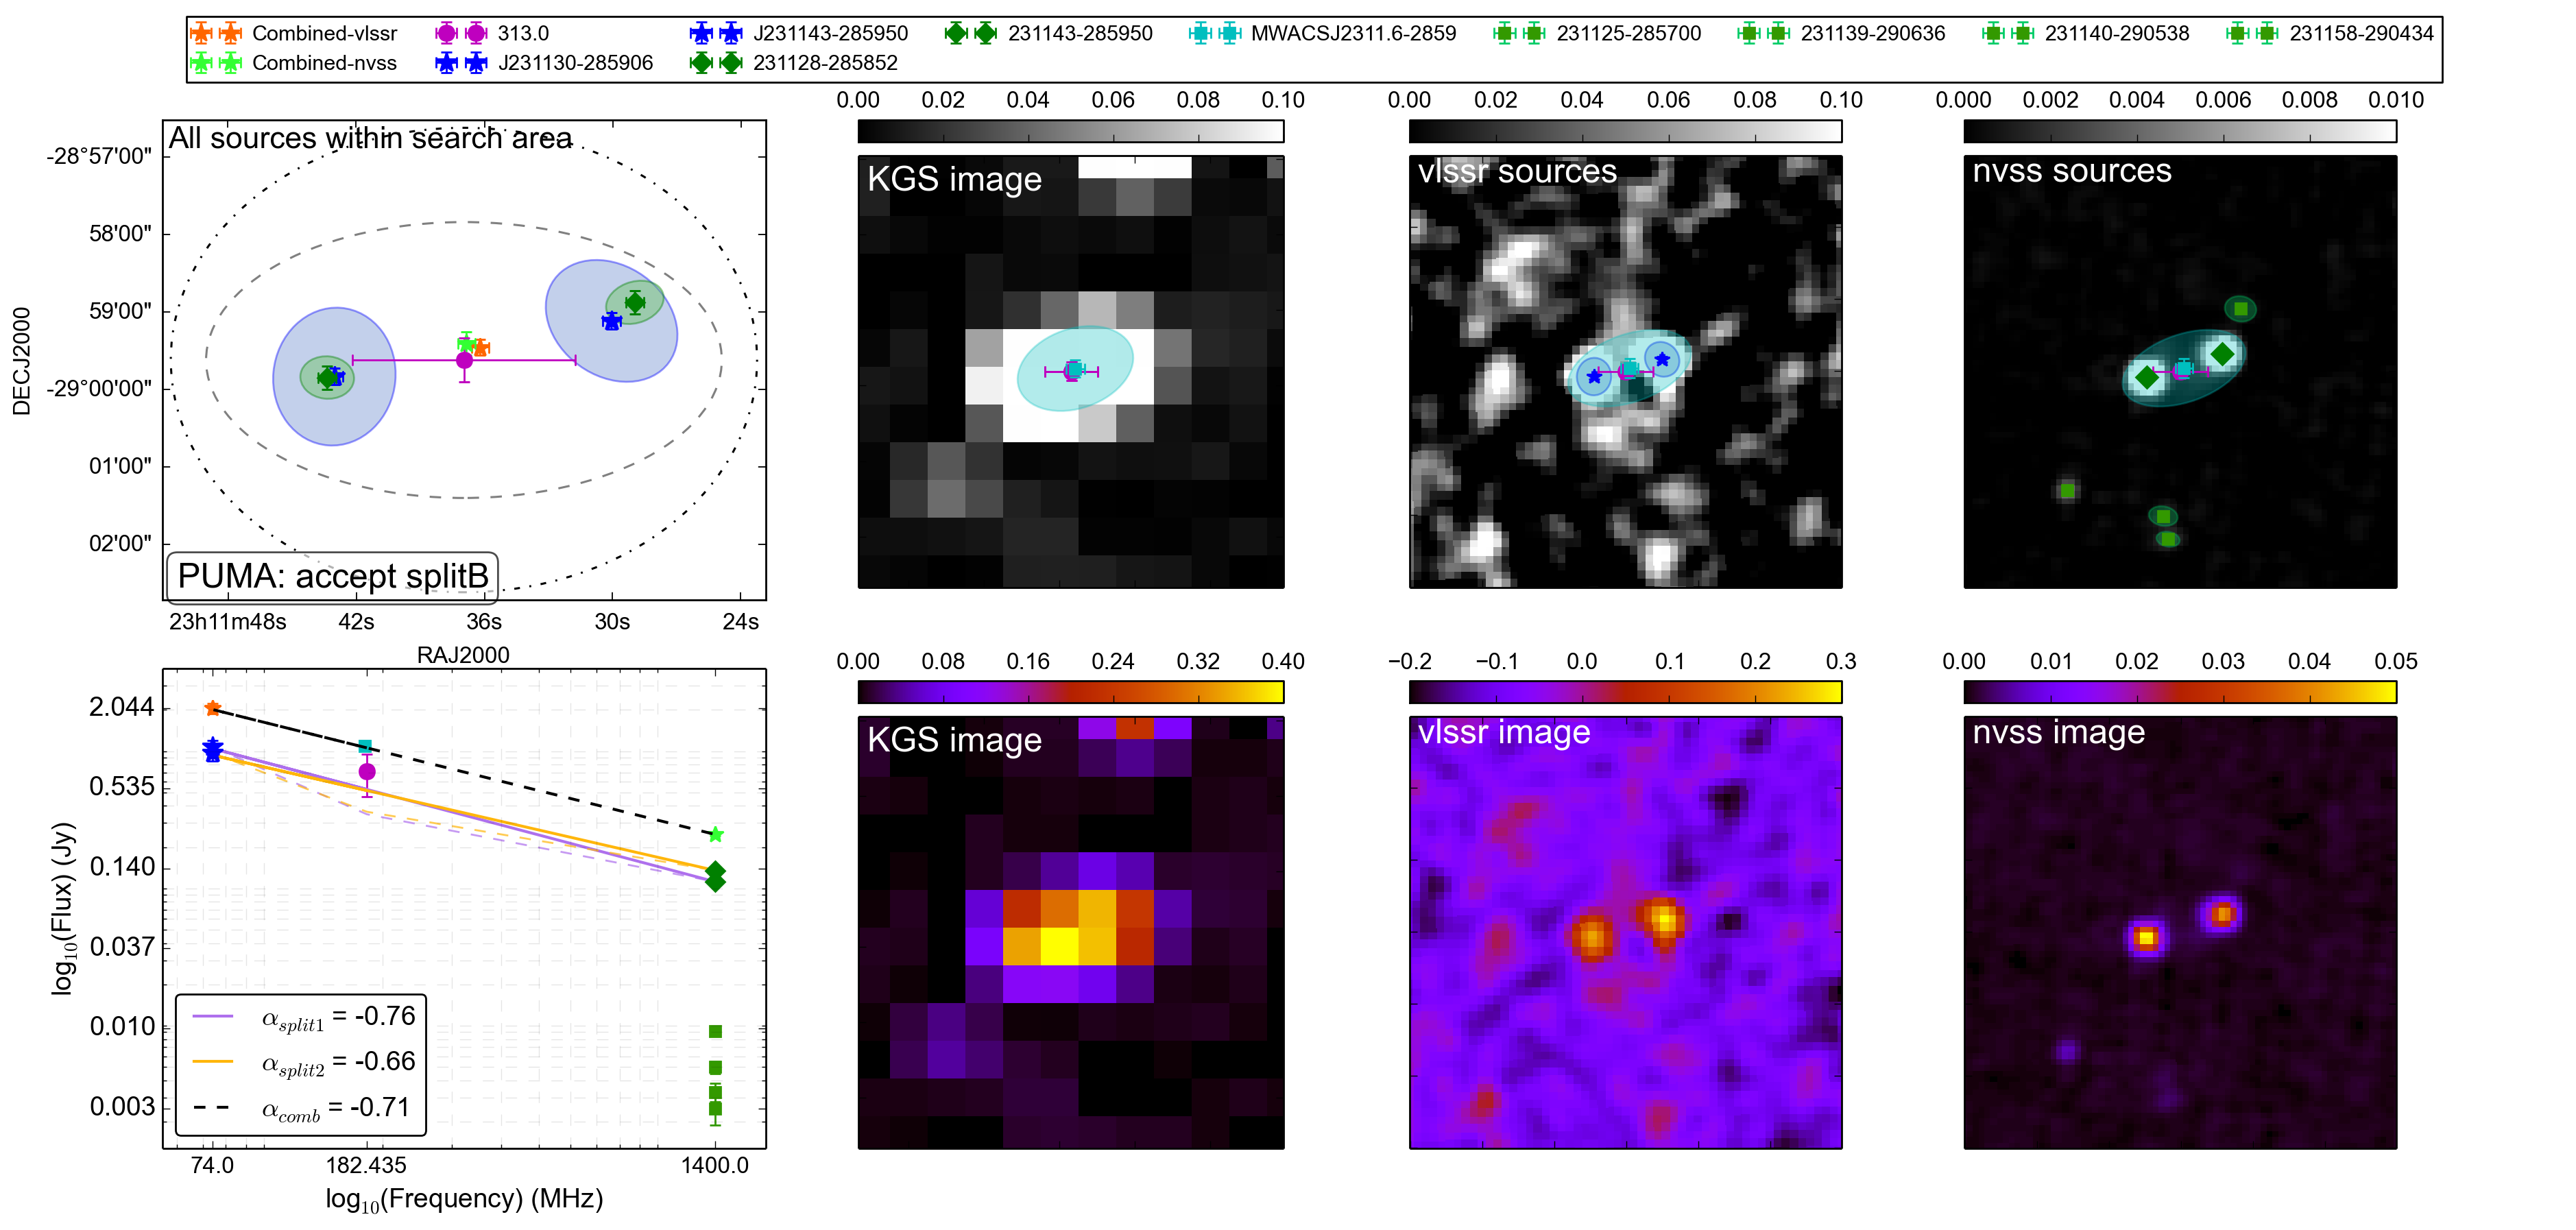 Combined-vlssr 313.0 J231143-285950 231143-285950 MWACSJ2311.6-2859 231125-285700 231139-290636 231140-290538 231158-290434
Combined-nvss J231130-285906 231128-285852
0.00 0.02 0.04 0.06 0.08 0.10
0.00 0.02 0.04 0.06 0.08 0.10
0.000 0.002 0.004 0.006 0.008 0.010
All sources within search area
KGS image
vlssr sources
nvss sources
DECJ2000
-28°57'00"
58'00"
59'00"
-29°00'00"
01'00"
02'00"
PUMA: accept splitB
23h11m48s 42s 36s 30s 24s
RAJ2000
0.00 0.08 0.16 0.24 0.32 0.40
−0.2 −0.1 0.0 0.1 0.2 0.3
0.00 0.01 0.02 0.03 0.04 0.05
KGS image
vlssr image
nvss image
log10(Flux) (Jy)
2.044
0.535
0.140
0.037
0.010
0.003
αsplit1 = -0.76
αsplit2 = -0.66
αcomb = -0.71
74.0 182.435 1400.0
log10(Frequency) (MHz)